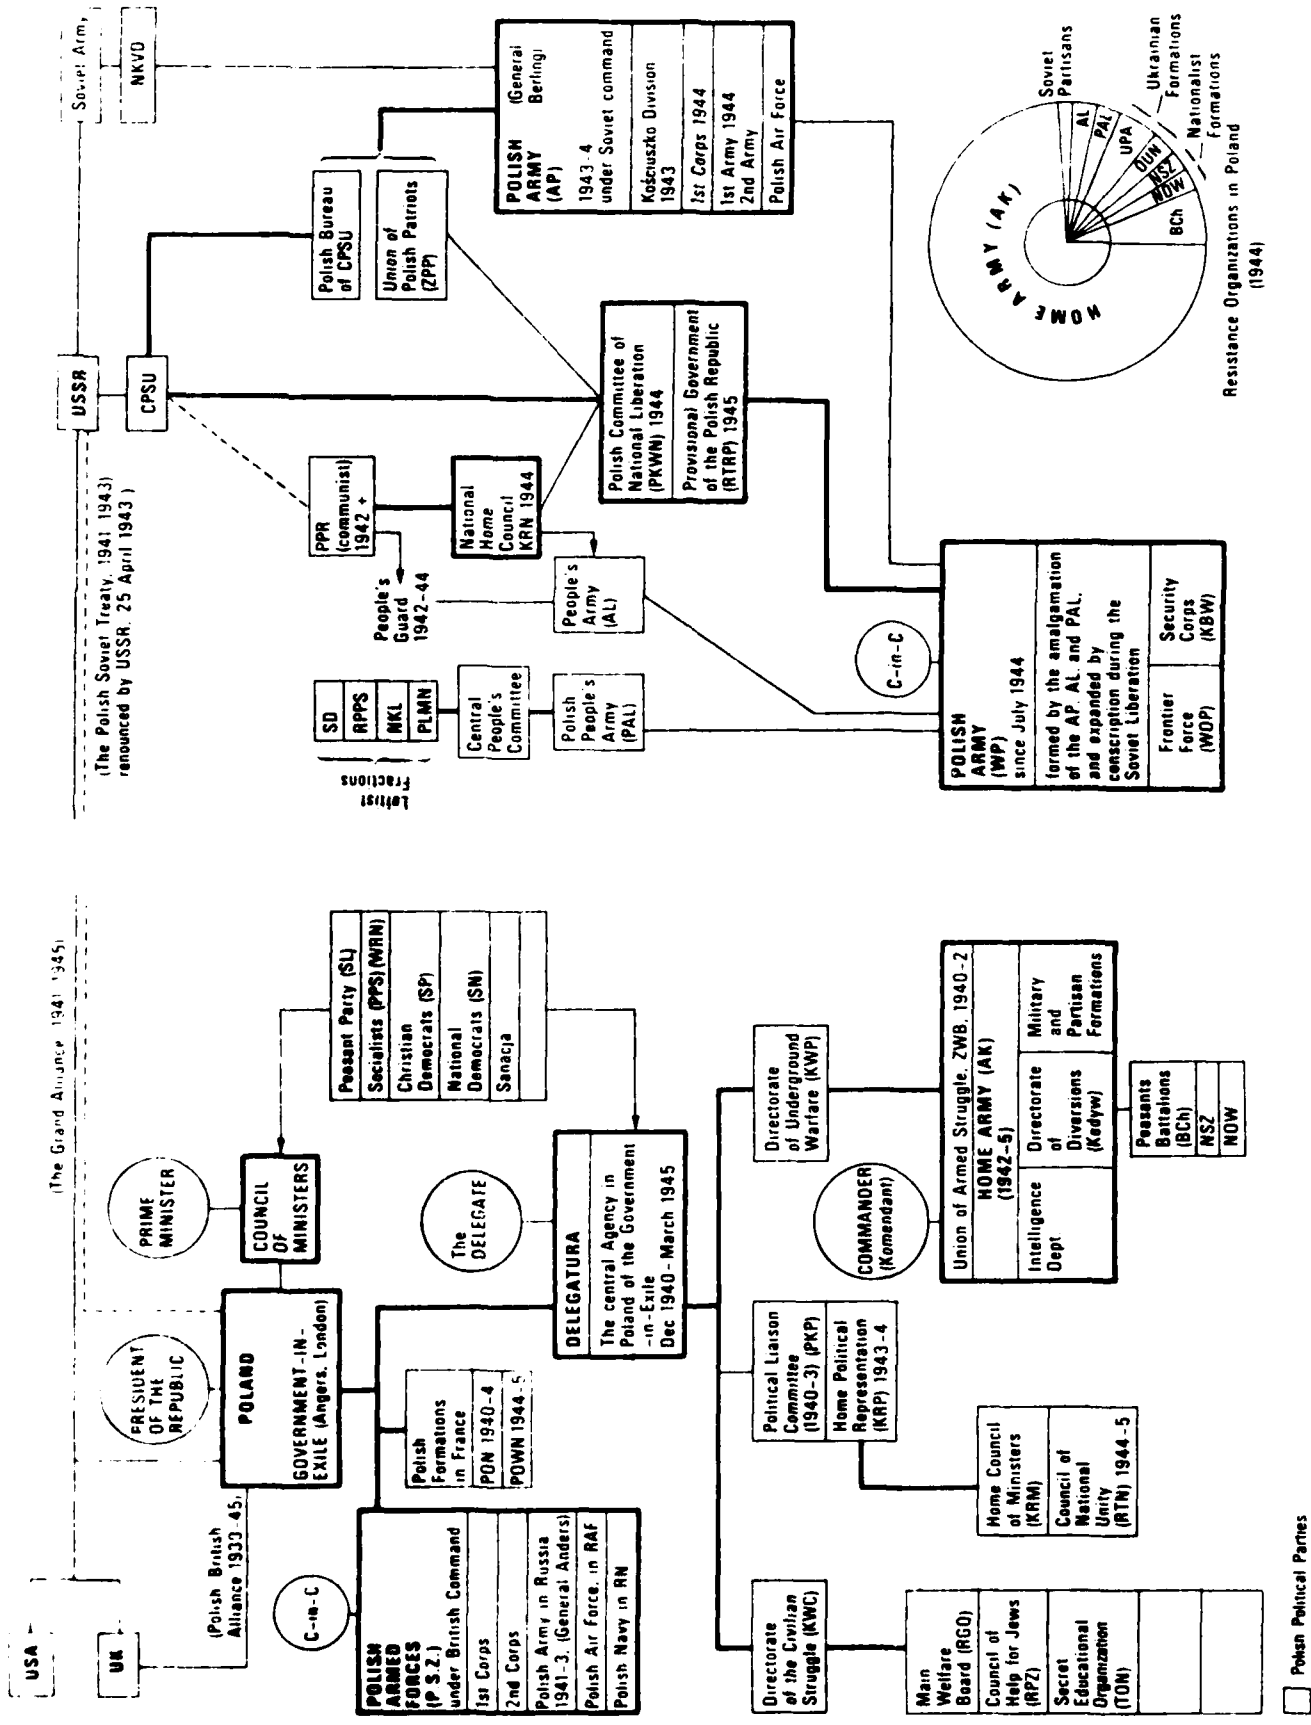 USA
UK
(The Grand Alliance 1941 1945)
(Polish British
Alliance 1939-45)
PRESIDENT
OF THE
REPUBLIC
PRIME
MINISTER
POLAND
GOVERNMENT-IN-
EXILE (Angers, London)
COUNCIL
OF
MINISTERS
Peasant Party (SL)
Socialists (PPS) (WRN)
Christian
Democrats (SP)
National
Democrats (SN)
Sanacja
C-in-C
POLISH
ARMED
FORCES
(P.S.Z.)
under British Command
1st Corps
2nd Corps
Polish Army in Russia
1941-3, (General Anders)
Polish Air Force, in RAF
Polish Navy in RN
Polish
Formations
in France
PON 1940-4
POWN 1944-5
The
DELEGATE
DELEGATURA
The central Agency in
Poland of the Government
-in-Exile
Dec 1940-March 1945
Directorate
of the Civilian
Struggle (KWC)
Political Liaison
Committee
(1940-3) (PKP)
Home Political
Representation
(KRP) 1943-4
Directorate
of Underground
Warfare (KWP)
Main
Welfare
Board (RGO)
Council of
Help for Jews
(RPZ)
Secret
Educational
Organization
(TON)
Home Council
of Ministers
(KRM)
Council of
National
Unity
(RTN) 1944-5
COMMANDER
(Komendant)
Union of Armed Struggle, ZWB, 1940-2
HOME ARMY (AK)
(1942-5)
Intelligence
Dept
Directorate
of
Diversions
(Kedyw)
Military
and
Partisan
Formations
Peasants
Battalions
(BCh)
NSZ
NOW
Polish Political Parties
(The Polish Soviet Treaty, 1941 1943)
renounced by USSR, 25 April 1943)
USSR
CPSU
Soviet Army,
NKVD
Leftist
Fractions
SD
RPPS
NKL
PLMN
Central
People's
Committee
Polish
People's
Army
(PAL)
PPR
(communist)
1942 +
People's
Guard
1942-44
National
Home
Council
KRN 1944
People's
Army
(AL)
Polish Bureau
of CPSU
Union of
Polish Patriots
(ZPP)
Polish Committee of
National Liberation
(PKWN) 1944
Provisional Government
of the Polish Republic
(RTRP) 1945
POLISH
ARMY
(AP)
(General
Berling)
1943-4
under Soviet command
Kościuszko Division
1943
1st Corps 1944
1st Army 1944
2nd Army
Polish Air Force
C-in-C
POLISH
ARMY
(WP)
since July 1944
formed by the amalgamation
of the AP, AL, and PAL,
and expanded by
conscription during the
Soviet Liberation
Frontier
Force
(WOP)
Security
Corps
(KBW)
HOME ARMY (AK)
Soviet
Partisans
AL
PAL
UPA
OUN
NSZ
NOW
BCh
Ukrainian
Formations
Nationalist
Formations
Resistance Organizations in Poland
(1944)